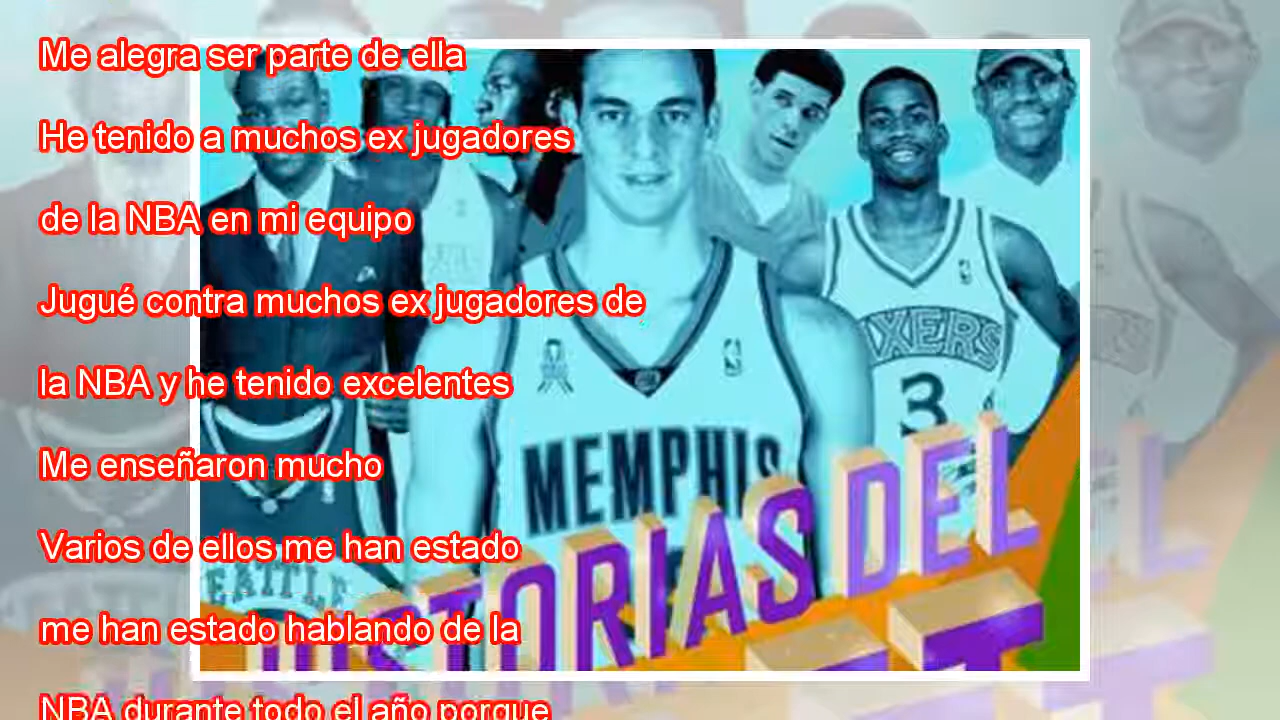 Me alegra ser parte de ella
He tenido a muchos ex jugadores
de la NBA en mi equipo
Jugué contra muchos ex jugadores de
la NBA y he tenido excelentes
Me enseñaron mucho
Varios de ellos me han estado
me han estado hablando de la
NBA durante todo el año porque
MEMPHIS
3
HISTORIAS DEL